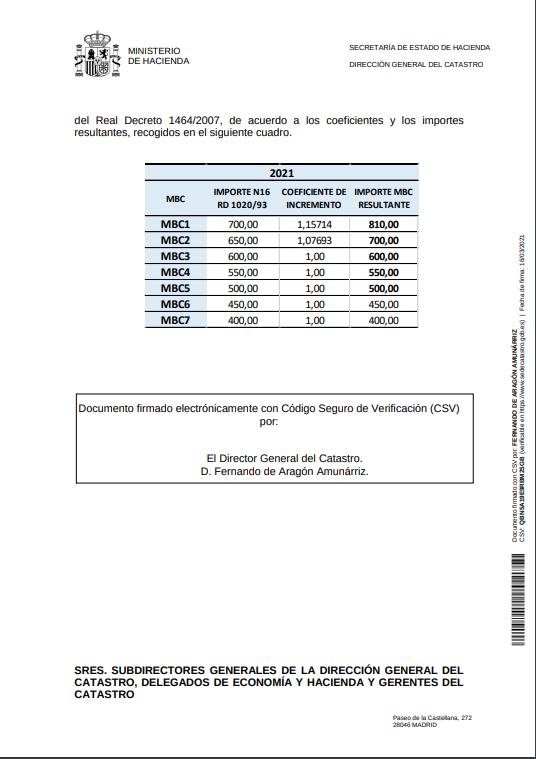 MINISTERIO
DE HACIENDA
SECRETARÍA DE ESTADO DE HACIENDA
DIRECCIÓN GENERAL DEL CATASTRO
del Real Decreto 1464/2007, de acuerdo a los coeficientes y los importes
resultantes, recogidos en el siguiente cuadro.
2021
MBC IMPORTE N16 RD 1020/93 COEFICIENTE DE INCREMENTO IMPORTE MBC RESULTANTE
MBC1 700,00 1,15714 810,00
MBC2 650,00 1,07693 700,00
MBC3 600,00 1,00 600,00
MBC4 550,00 1,00 550,00
MBC5 500,00 1,00 500,00
MBC6 450,00 1,00 450,00
MBC7 400,00 1,00 400,00
Documento firmado electrónicamente con Código Seguro de Verificación (CSV)
por:
El Director General del Catastro.
D. Fernando de Aragón Amunárriz.
SRES. SUBDIRECTORES GENERALES DE LA DIRECCIÓN GENERAL DEL
CATASTRO, DELEGADOS DE ECONOMÍA Y HACIENDA Y GERENTES DEL
CATASTRO
Paseo de la Castellana, 272
28046 MADRID
Documento firmado con CSV por: FERNANDO DE ARAGÓN AMUNÁRRIZ
CSV: (verificable en https://www.sedecatastro.gob.es) | Fecha de firma: 16/03/2021